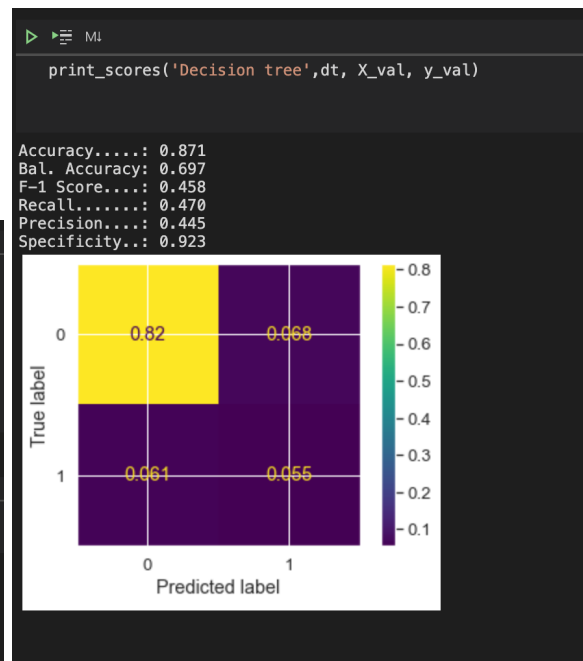 M↓
print_scores('Decision tree',dt, X_val, y_val)
Accuracy.....: 0.871
Bal. Accuracy: 0.697
F-1 Score....: 0.458
Recall.......: 0.470
Precision....: 0.445
Specificity..: 0.923
0.8
0.7
0.6
0.5
0.4
0.3
0.2
0.1
True label
0
0.82
0.068
1
0.061
0.055
0
1
Predicted label